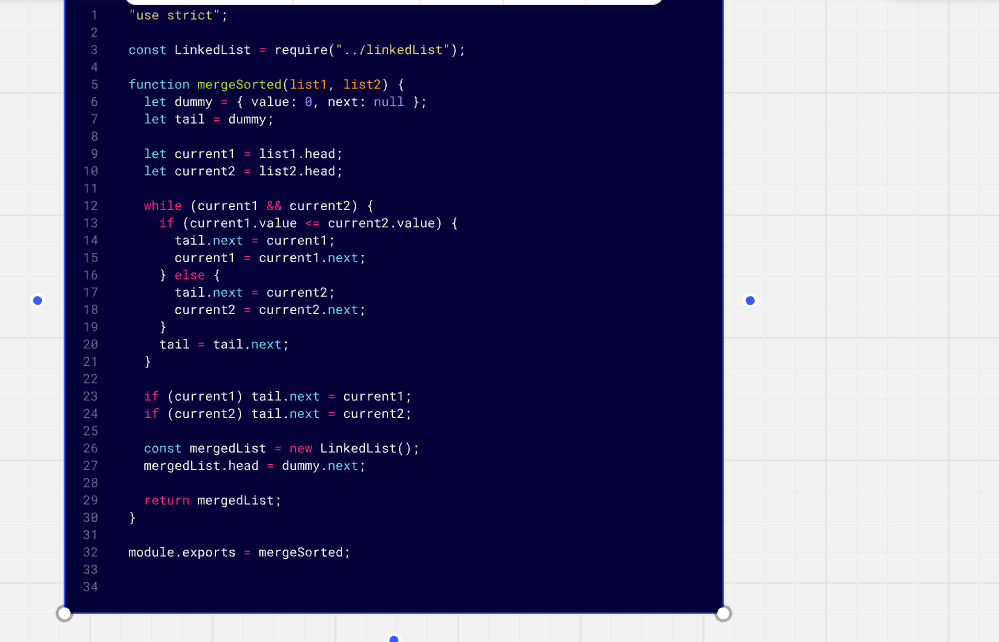 1 "use strict";
2
3 const LinkedList = require("../linkedList");
4
5 function mergeSorted(list1, list2) {
6 let dummy = { value: 0, next: null };
7 let tail = dummy;
8
9 let current1 = list1.head;
10 let current2 = list2.head;
11
12 while (current1 && current2) {
13 if (current1.value <= current2.value) {
14 tail.next = current1;
15 current1 = current1.next;
16 } else {
17 tail.next = current2;
18 current2 = current2.next;
19 }
20 tail = tail.next;
21 }
22
23 if (current1) tail.next = current1;
24 if (current2) tail.next = current2;
25
26 const mergedList = new LinkedList();
27 mergedList.head = dummy.next;
28
29 return mergedList;
30 }
31
32 module.exports = mergeSorted;
33
34